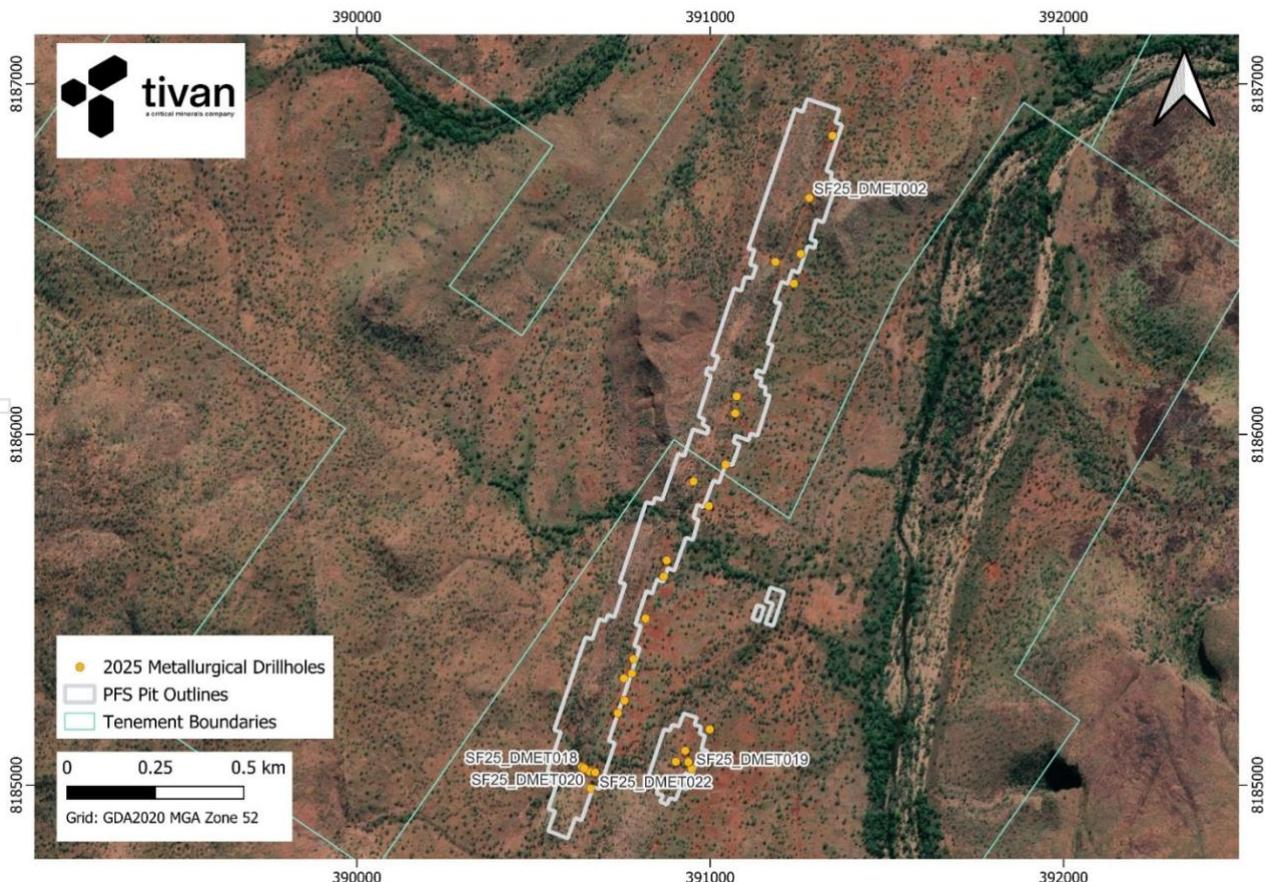 390000
391000
392000
8187000
8187000
tivan
a critical minerals company
SF25_DMET002
8186000
8186000
2025 Metallurgical Drillholes
PFS Pit Outlines
Tenement Boundaries
SF25_DMET018
SF25_DMET019
SF25_DMET020
SF25_DMET022
0 0.25 0.5 km
Grid: GDA2020 MGA Zone 52
8185000
8185000
390000
391000
392000